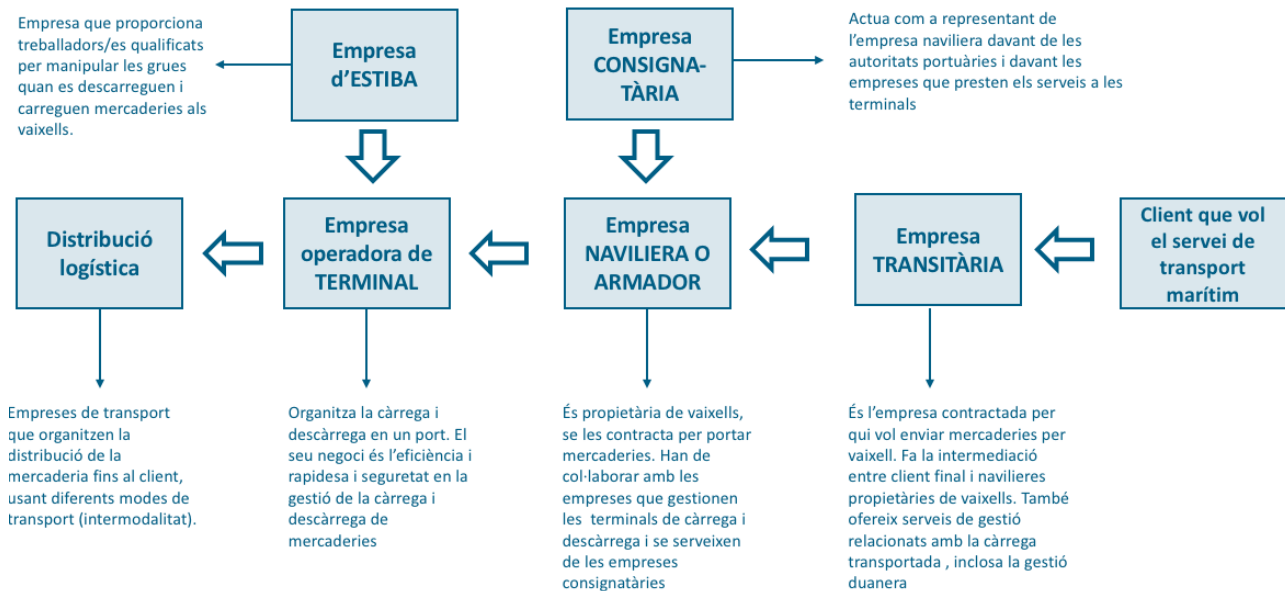 Empresa que proporciona
treballadors/es qualificats
per manipular les grues
quan es descarreguen i
carreguen mercaderies als
vaixells.
Empresa
d’ESTIBA
Empresa
CONSIGNA-
TÀRIA
Actua com a representant de
l’empresa naviliera davant de les
autoritats portuàries i davant les
empreses que presten els serveis a les
terminals
Distribució
logística
Empresa
operadora de
TERMINAL
Empresa
NAVILIERA O
ARMADOR
Empresa
TRANSITÀRIA
Client que vol
el servei de
transport
marítim
Empreses de transport
que organitzen la
distribució de la
mercaderia fins al client,
usant diferents modes de
transport (intermodalitat).
Organitza la càrrega i
descàrrega en un port. El
seu negoci és l’eficiència i
rapidesa i seguretat en la
gestió de la càrrega i
descàrrega de
mercaderies
És propietària de vaixells,
se les contracta per portar
mercaderies. Han de
col·laborar amb les
empreses que gestionen
les terminals de càrrega i
descàrrega i se serveixen
de les empreses
consignatàries
És l’empresa contractada per
qui vol enviar mercaderies per
vaixell. Fa la intermediació
entre client final i navilieres
propietàries de vaixells. També
ofereix serveis de gestió
relacionats amb la càrrega
transportada , inclosa la gestió
duanera